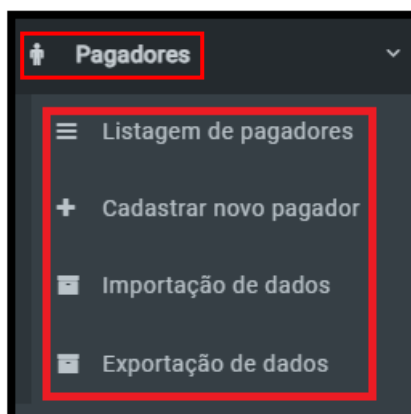 Pagadores
Listagem de pagadores
Cadastrar novo pagador
Importação de dados
Exportação de dados